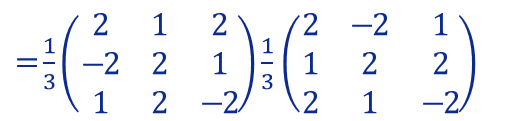 = 1/3 ( 2 1 2 ) 1/3 ( 2 −2 1 )
( −2 2 1 ) ( 1 2 2 )
( 1 2 −2 ) ( 2 1 −2 )